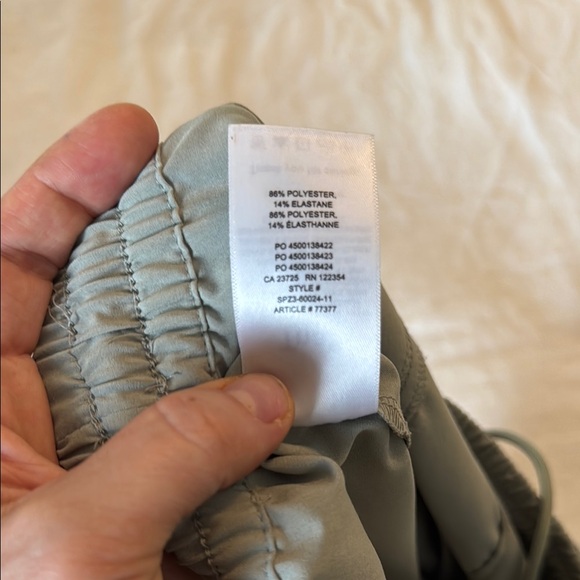 86% POLYESTER,
14% ELASTANE
86% POLYESTER,
14% ÉLASTHANNE
PO 4500138422
PO 4500138423
PO 4500138424
CA 23725 RN 122354
STYLE #
SPZ3-60024-11
ARTICLE # 77377